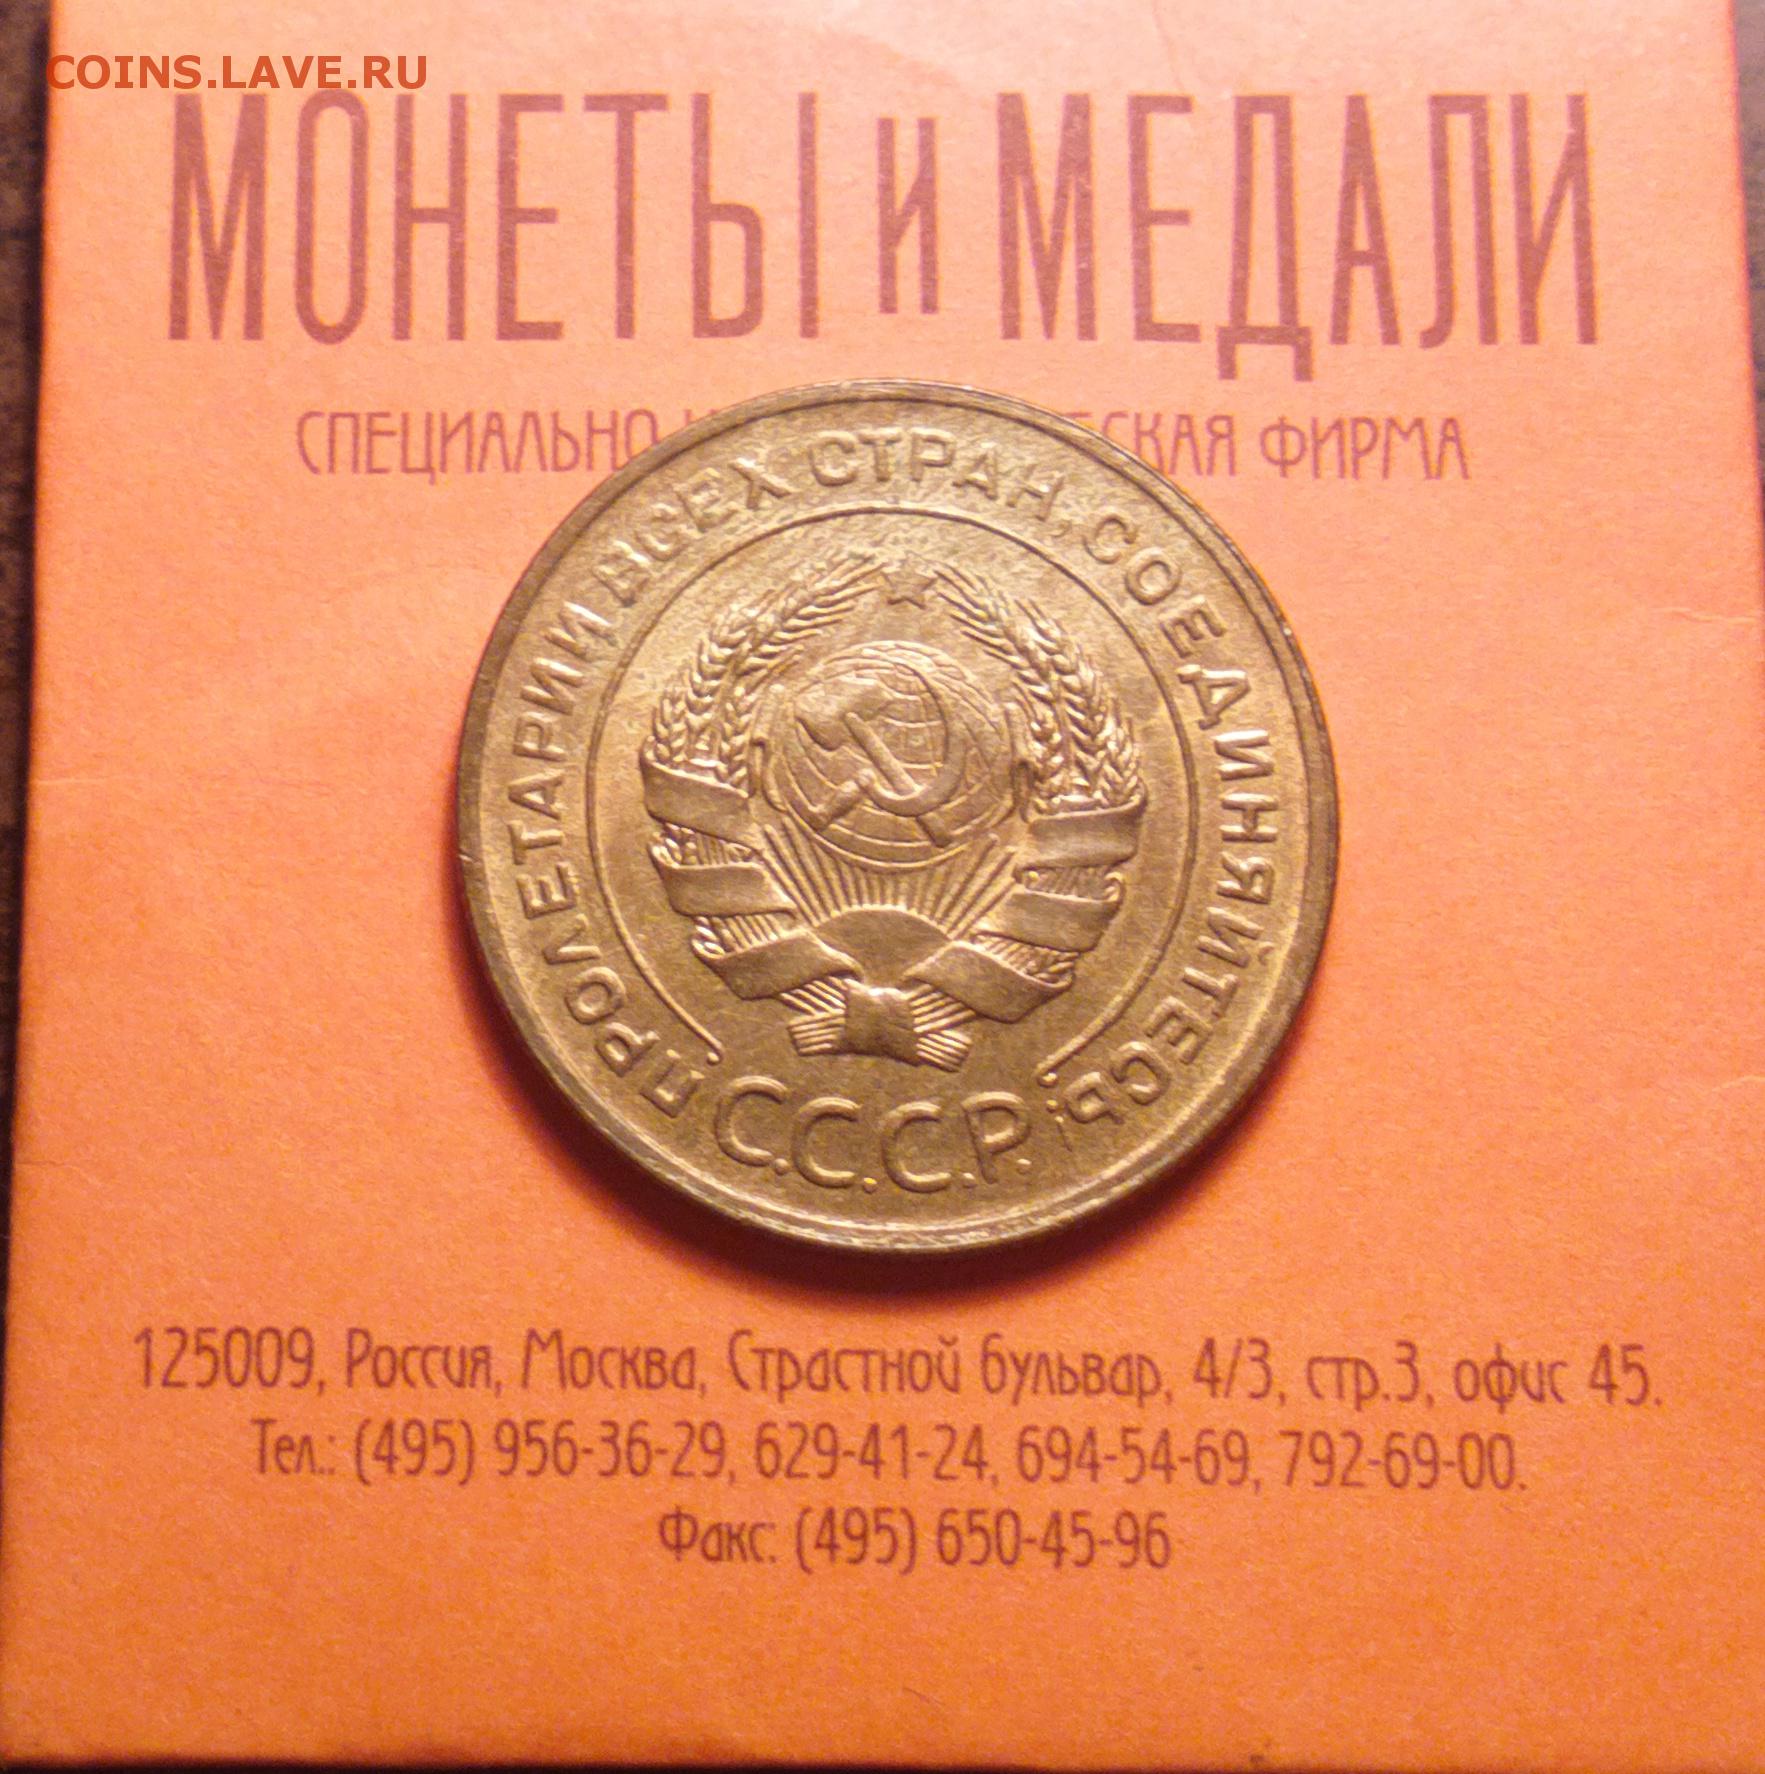 COINS.LAVE.RU
МОНЕТЫ И МЕДАЛИ
ФИРМА
ПРОЛЕТАРИИ ВСЕХ СТРАН, СОЕДИНЯЙТЕСЬ!
С.С.С.Р.
125009, Россия, Москва, Страстной бульвар, 4/3, стр.3, офис 45.
Тел.: (495) 956-36-29, 629-41-24, 694-54-69, 792-69-00.
Факс: (495) 650-45-96